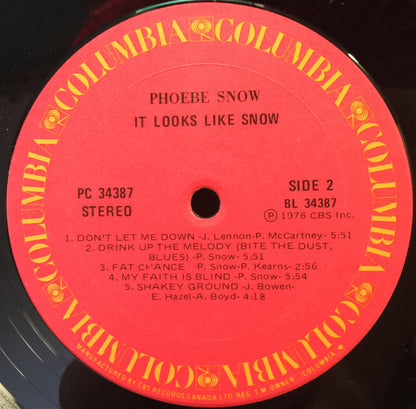 COLUMBIA COLUMBIA COLUMBIA COLUMBIA COLUMBIA COLUMBIA
PHOEBE SNOW
IT LOOKS LIKE SNOW
PC 34387
STEREO
SIDE 2
BL 34387
Ⓟ 1976 CBS Inc.
1. DON'T LET ME DOWN -J. Lennon-P. McCartney- 5:51
2. DRINK UP THE MELODY (BITE THE DUST,
BLUES) -P. Snow- 5:51
3. FAT CHANCE -P. Snow-P. Kearns- 2:56
4. MY FAITH IS BLIND -P. Snow- 5:54
5. SHAKEY GROUND -J. Bowen-
E. Hazel-A. Boyd- 4:18
MANUFACTURED BY CBS RECORDS CANADA LTD REG. T.M. OWNER COLUMBIA